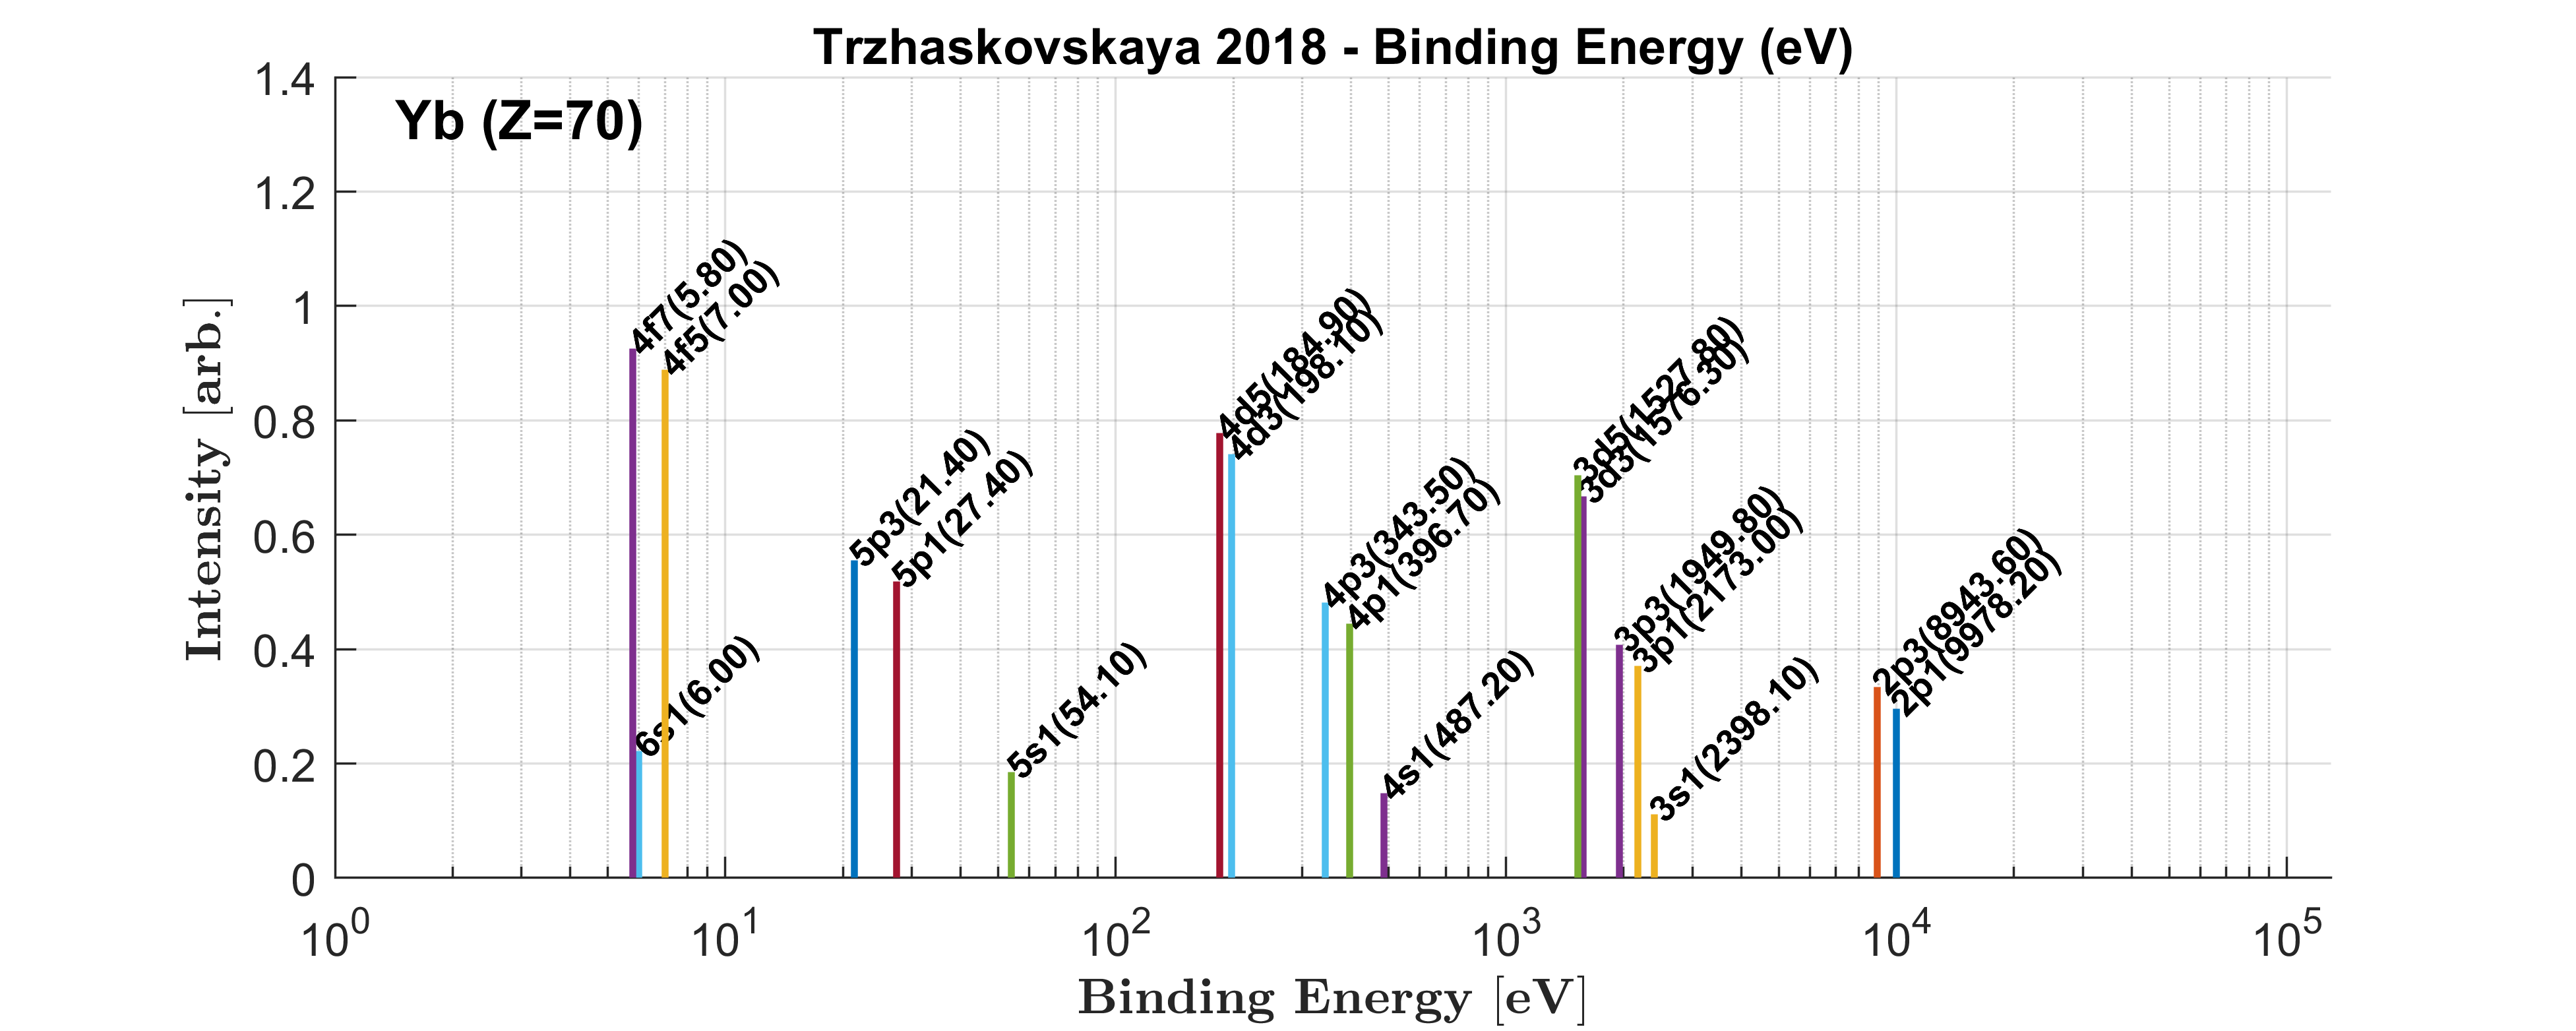 Trzhaskovskaya 2018 - Binding Energy (eV)
Yb (Z=70)
1.4
1.2
1
0.8
0.6
0.4
0.2
0
Intensity [arb.]
4f7(5.80)
4f5(7.00)
6s1(6.00)
5p3(21.40)
5p1(27.40)
5s1(54.10)
4d5(184.90)
4d3(198.10)
4p3(343.50)
4p1(396.70)
4s1(487.20)
3d5(1527.80)
3d3(1576.30)
3p3(1949.80)
3p1(2173.00)
3s1(2398.10)
2p3(8943.60)
2p1(9978.20)
10^0 10^1 10^2 10^3 10^4 10^5
Binding Energy [eV]